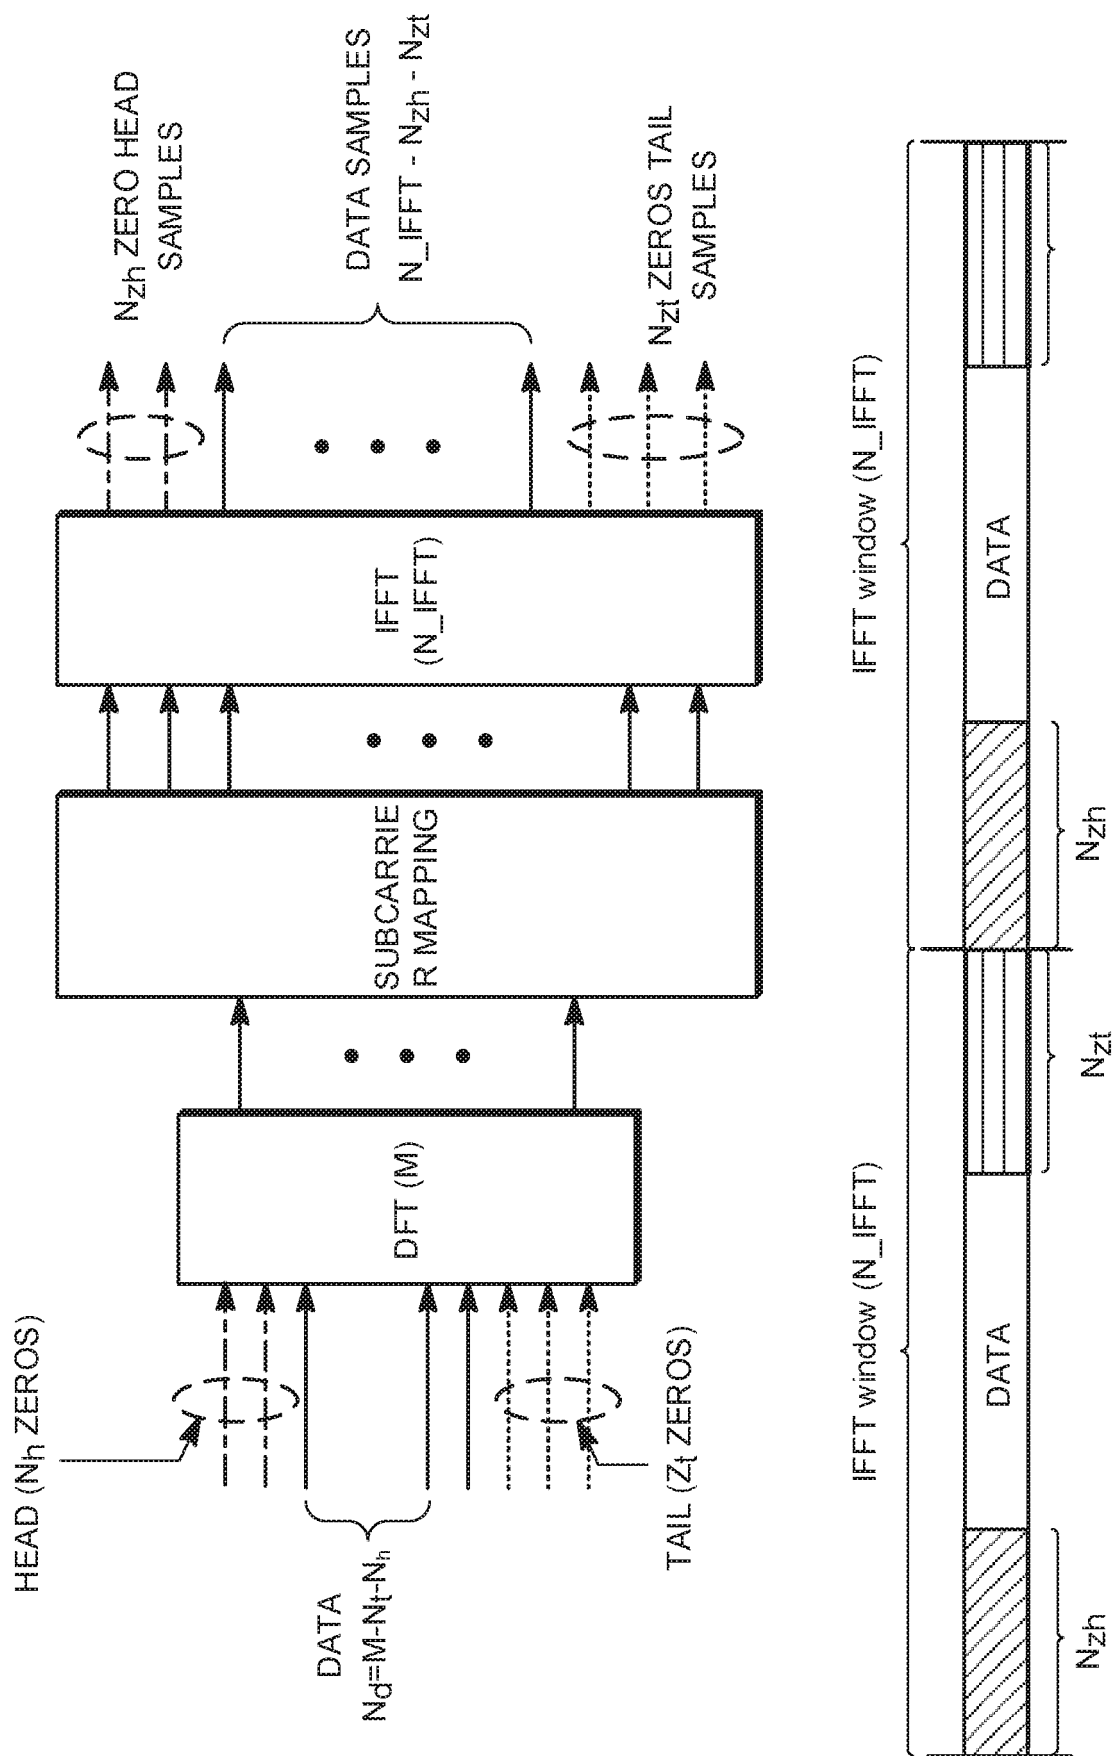 HEAD (Nh ZEROS)
DATA
Nd=M-Nt-Nh
TAIL (Zt ZEROS)
DFT (M)
SUBCARRIE
R MAPPING
IFFT
(N_IFFT)
Nzh ZERO HEAD
SAMPLES
DATA SAMPLES
N_IFFT - Nzh - Nzt
Nzt ZEROS TAIL
SAMPLES
IFFT window (N_IFFT)
IFFT window (N_IFFT)
DATA
DATA
Nzh
Nzt
Nzh